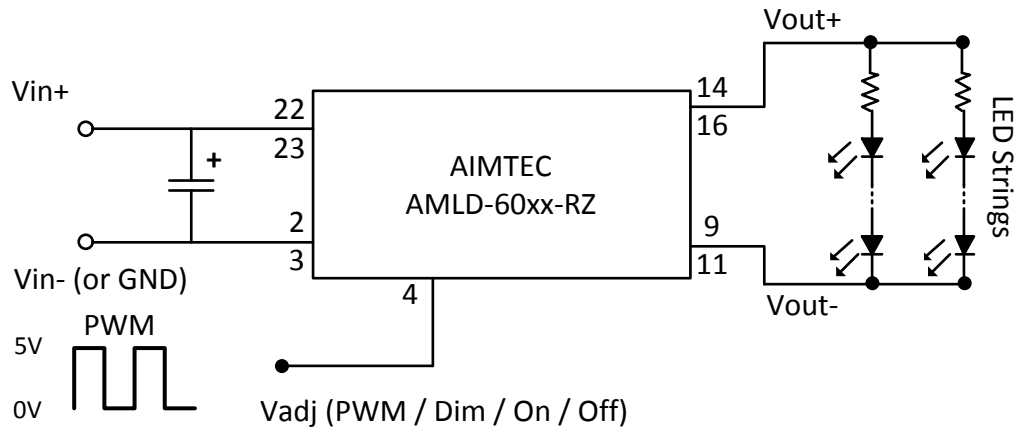 Vout+
Vin+
22
23
+
14
16
AIMTEC
AMLD-60xx-RZ
LED Strings
2
3
9
11
Vin- (or GND)
4
Vout-
PWM
5V
0V
Vadj (PWM / Dim / On / Off)